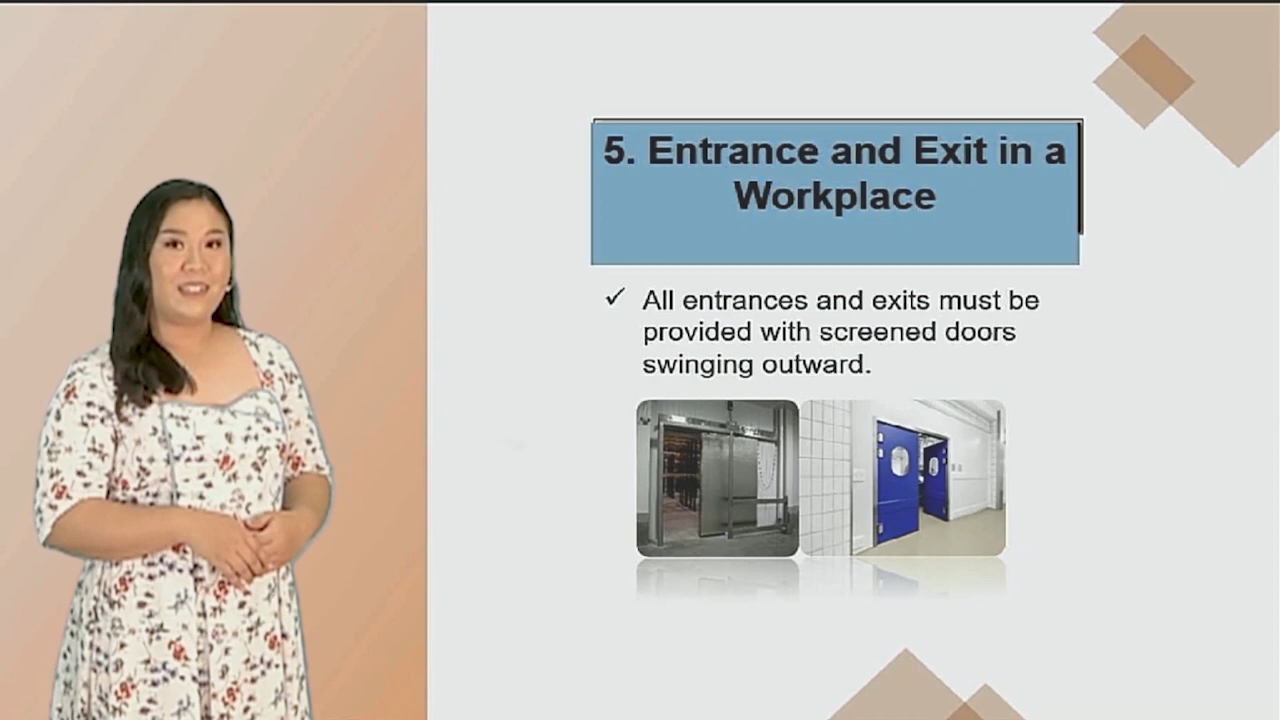 5. Entrance and Exit in a
Workplace
✓ All entrances and exits must be
provided with screened doors
swinging outward.